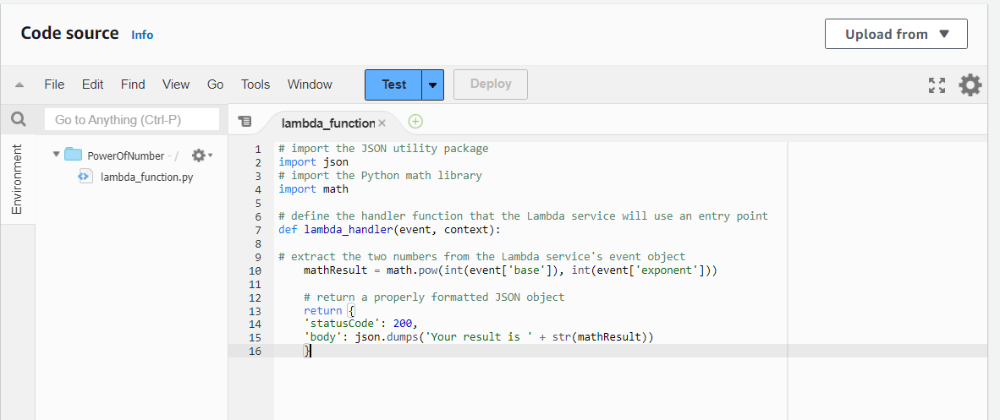 Code source Info
Upload from
File Edit Find View Go Tools Window Test Deploy
Go to Anything (Ctrl-P)
lambda_function
Environment
PowerOfNumber - /
lambda_function.py
1 # import the JSON utility package
2 import json
3 # import the Python math library
4 import math
5
6 # define the handler function that the Lambda service will use an entry point
7 def lambda_handler(event, context):
8
9 # extract the two numbers from the Lambda service's event object
10     mathResult = math.pow(int(event['base']), int(event['exponent']))
11
12     # return a properly formatted JSON object
13     return {
14     'statusCode': 200,
15     'body': json.dumps('Your result is ' + str(mathResult))
16     }